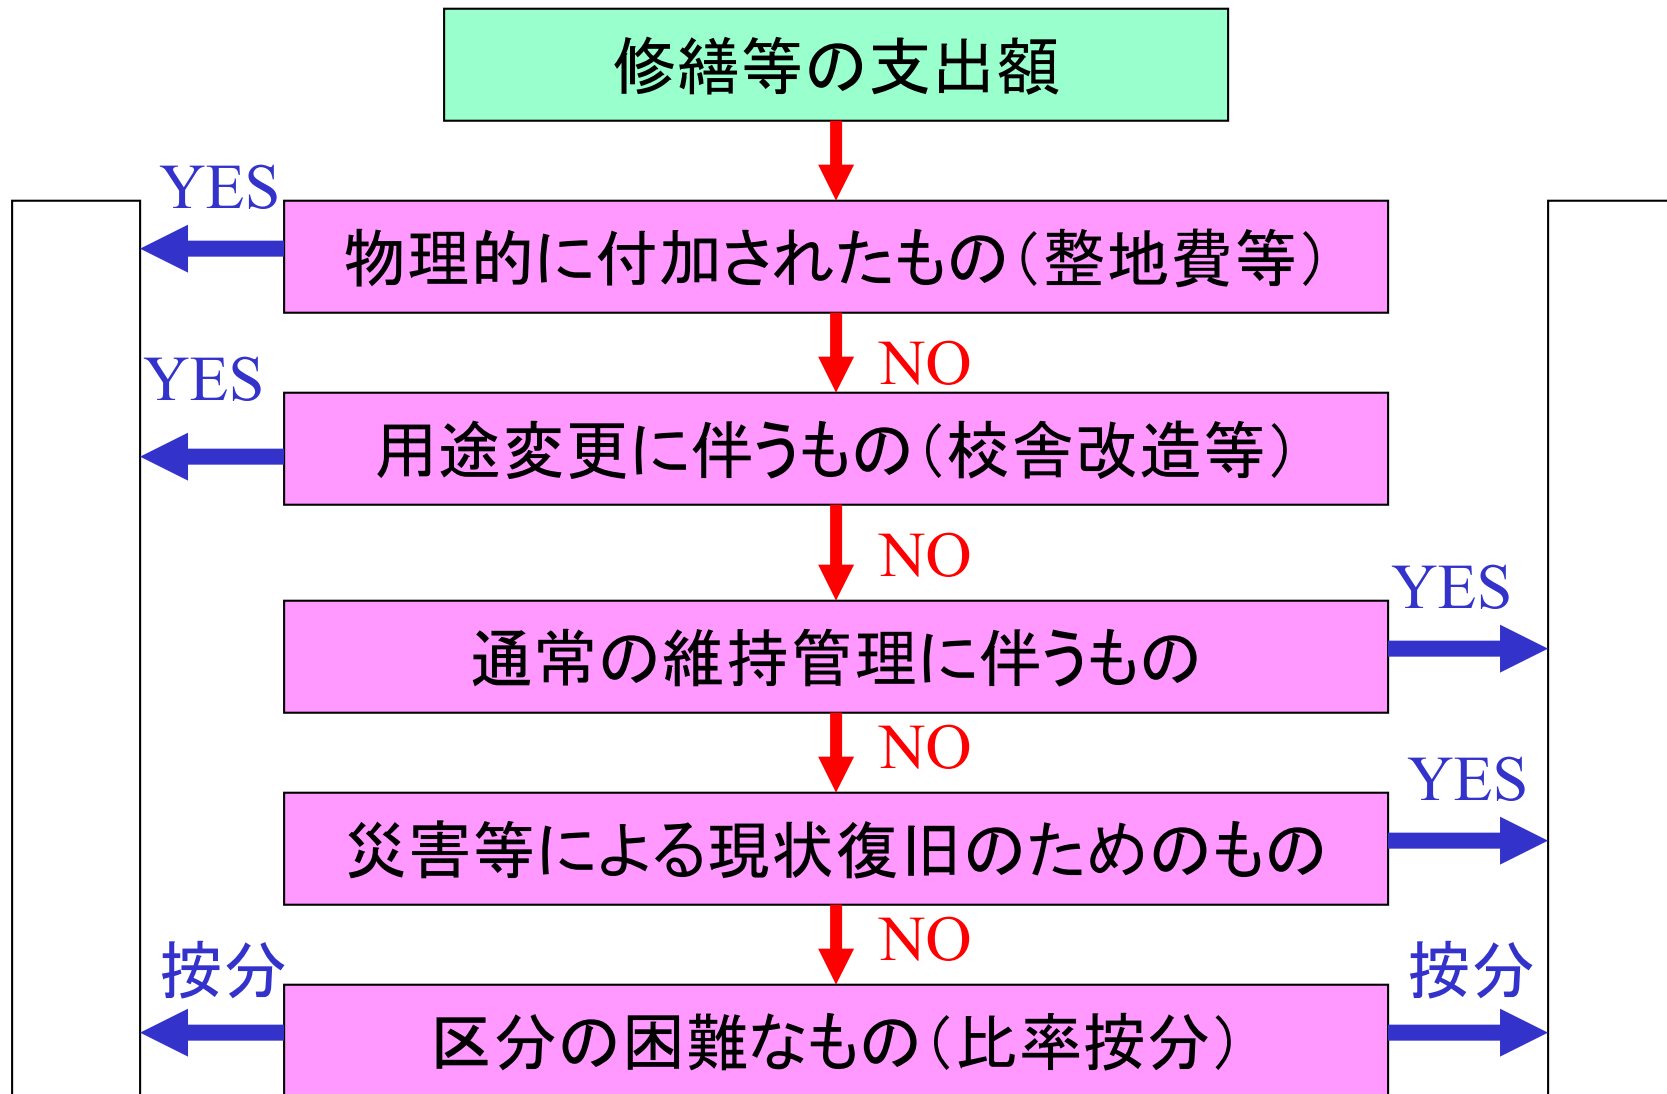 修繕等の支出額
YES
物理的に付加されたもの（整地費等）
NO
YES
用途変更に伴うもの（校舎改造等）
NO
YES
通常の維持管理に伴うもの
NO
YES
災害等による現状復旧のためのもの
NO
按分
按分
区分の困難なもの（比率按分）